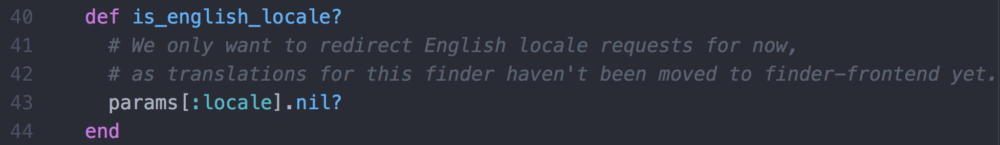 40 def is_english_locale?
41 # We only want to redirect English locale requests for now,
42 # as translations for this finder haven't been moved to finder-frontend yet.
43 params[:locale].nil?
44 end